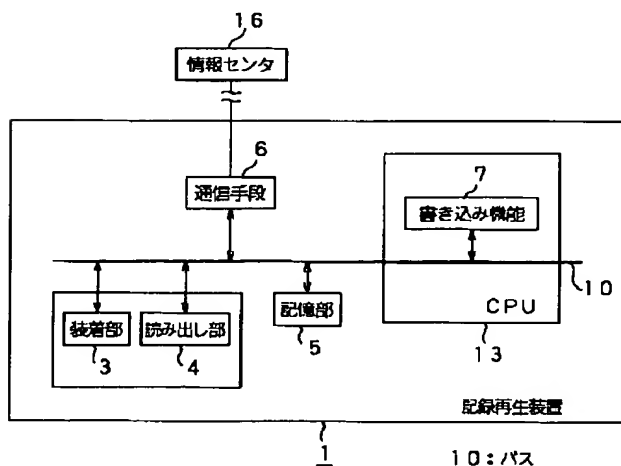 16
情報センタ
6
通信手段
7
書き込み機能
10
CPU
装着部
読み出し部
記憶部
3
4
5
13
記録再生装置
1
10:バス